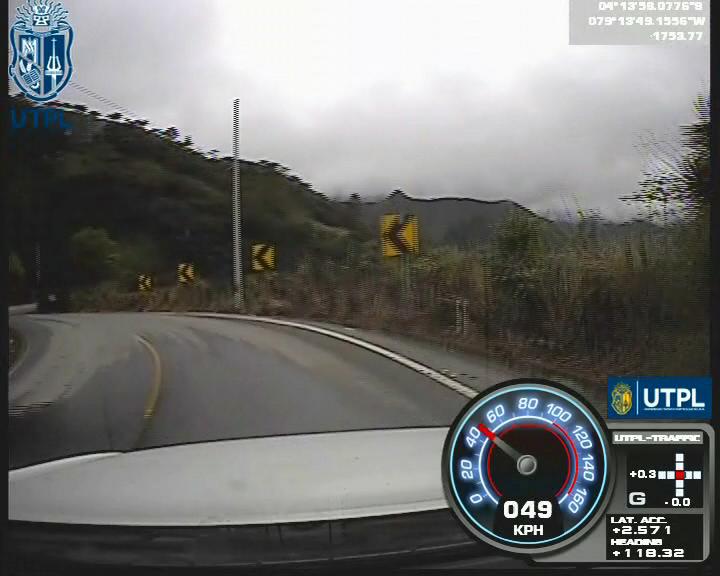 04°13'58.0776"S
079°13'49.1556"W
1753.77
UTPL
UTPL
UTPL-TRAFFIC
0
20
40
60
80
100
120
140
160
049
KPH
+0.3
G
-0.0
LAT. ACC.
+2.571
HEADING
+118.32